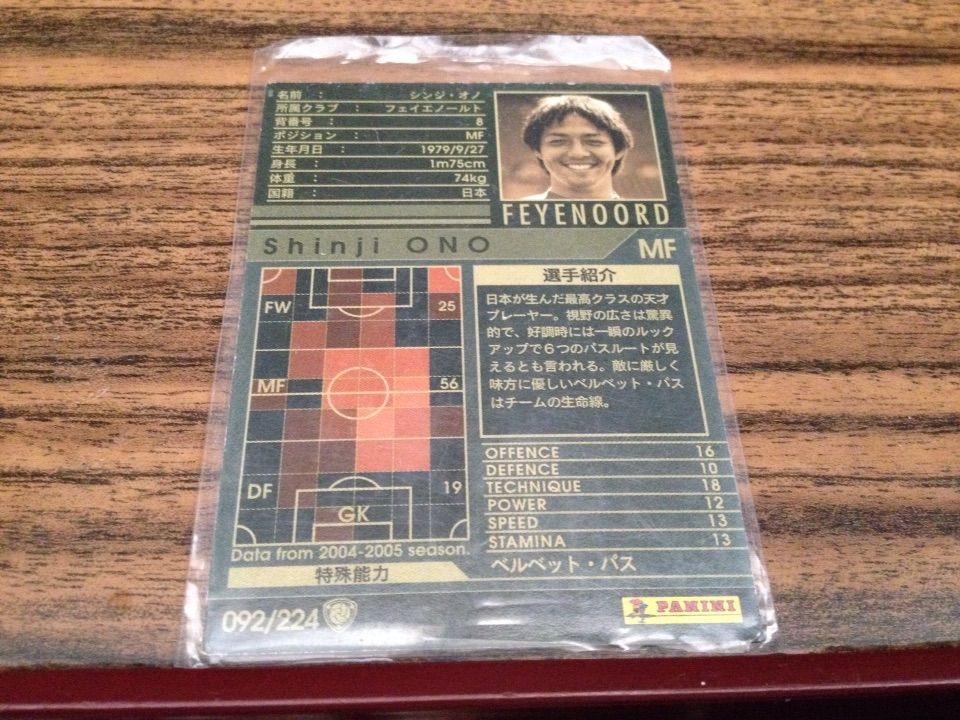 名前 : シンジ・オノ
所属クラブ : フェイエノールト
背番号 : 8
ポジション : MF
生年月日 : 1979/9/27
身長 : 1m75cm
体重 : 74kg
国籍 : 日本
FEYENOORD
Shinji ONO
MF
FW 25
MF 56
DF 19
GK
Data from 2004-2005 season.
選手紹介
日本が生んだ最高クラスの天才
プレーヤー。視野の広さは驚異
的で、好調時には一瞬のルック
アップで6つのパスルートが見
えるとも言われる。敵に厳しく
味方に優しいベルベット・パス
はチームの生命線。
OFFENCE 16
DEFENCE 10
TECHNIQUE 18
POWER 12
SPEED 13
STAMINA 13
特殊能力
ベルベット・パス
092/224
PANINI